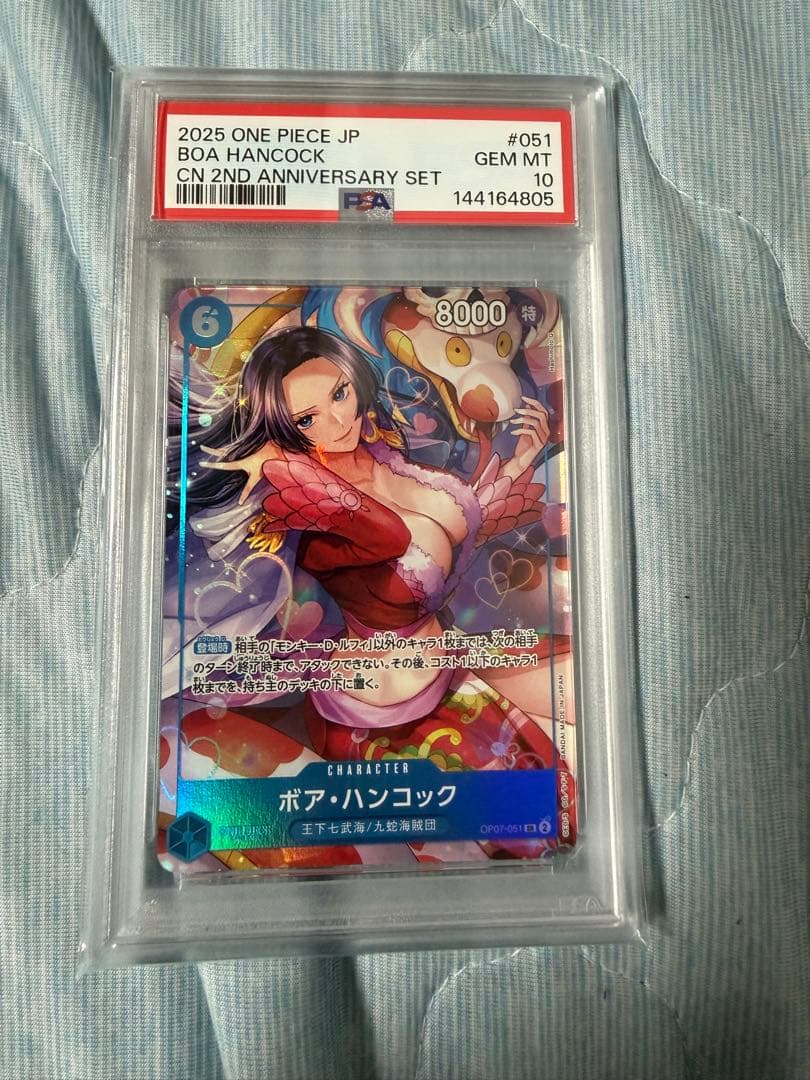 2025 ONE PIECE JP #051
BOA HANCOCK GEM MT
CN 2ND ANNIVERSARY SET 10
PSA 144164805
6
8000 特
登場時 相手の「モンキー・D・ルフィ」以外のキャラ1枚までは、次の相手
のターン終了時まで、アタックできない。その後、コスト1以下のキャラ1
枚までを、持ち主のデッキの下に置く。
BANDAI MADE IN JAPAN
CHARACTER
ボア・ハンコック
王下七武海/九蛇海賊団
OP07-051 SR 2